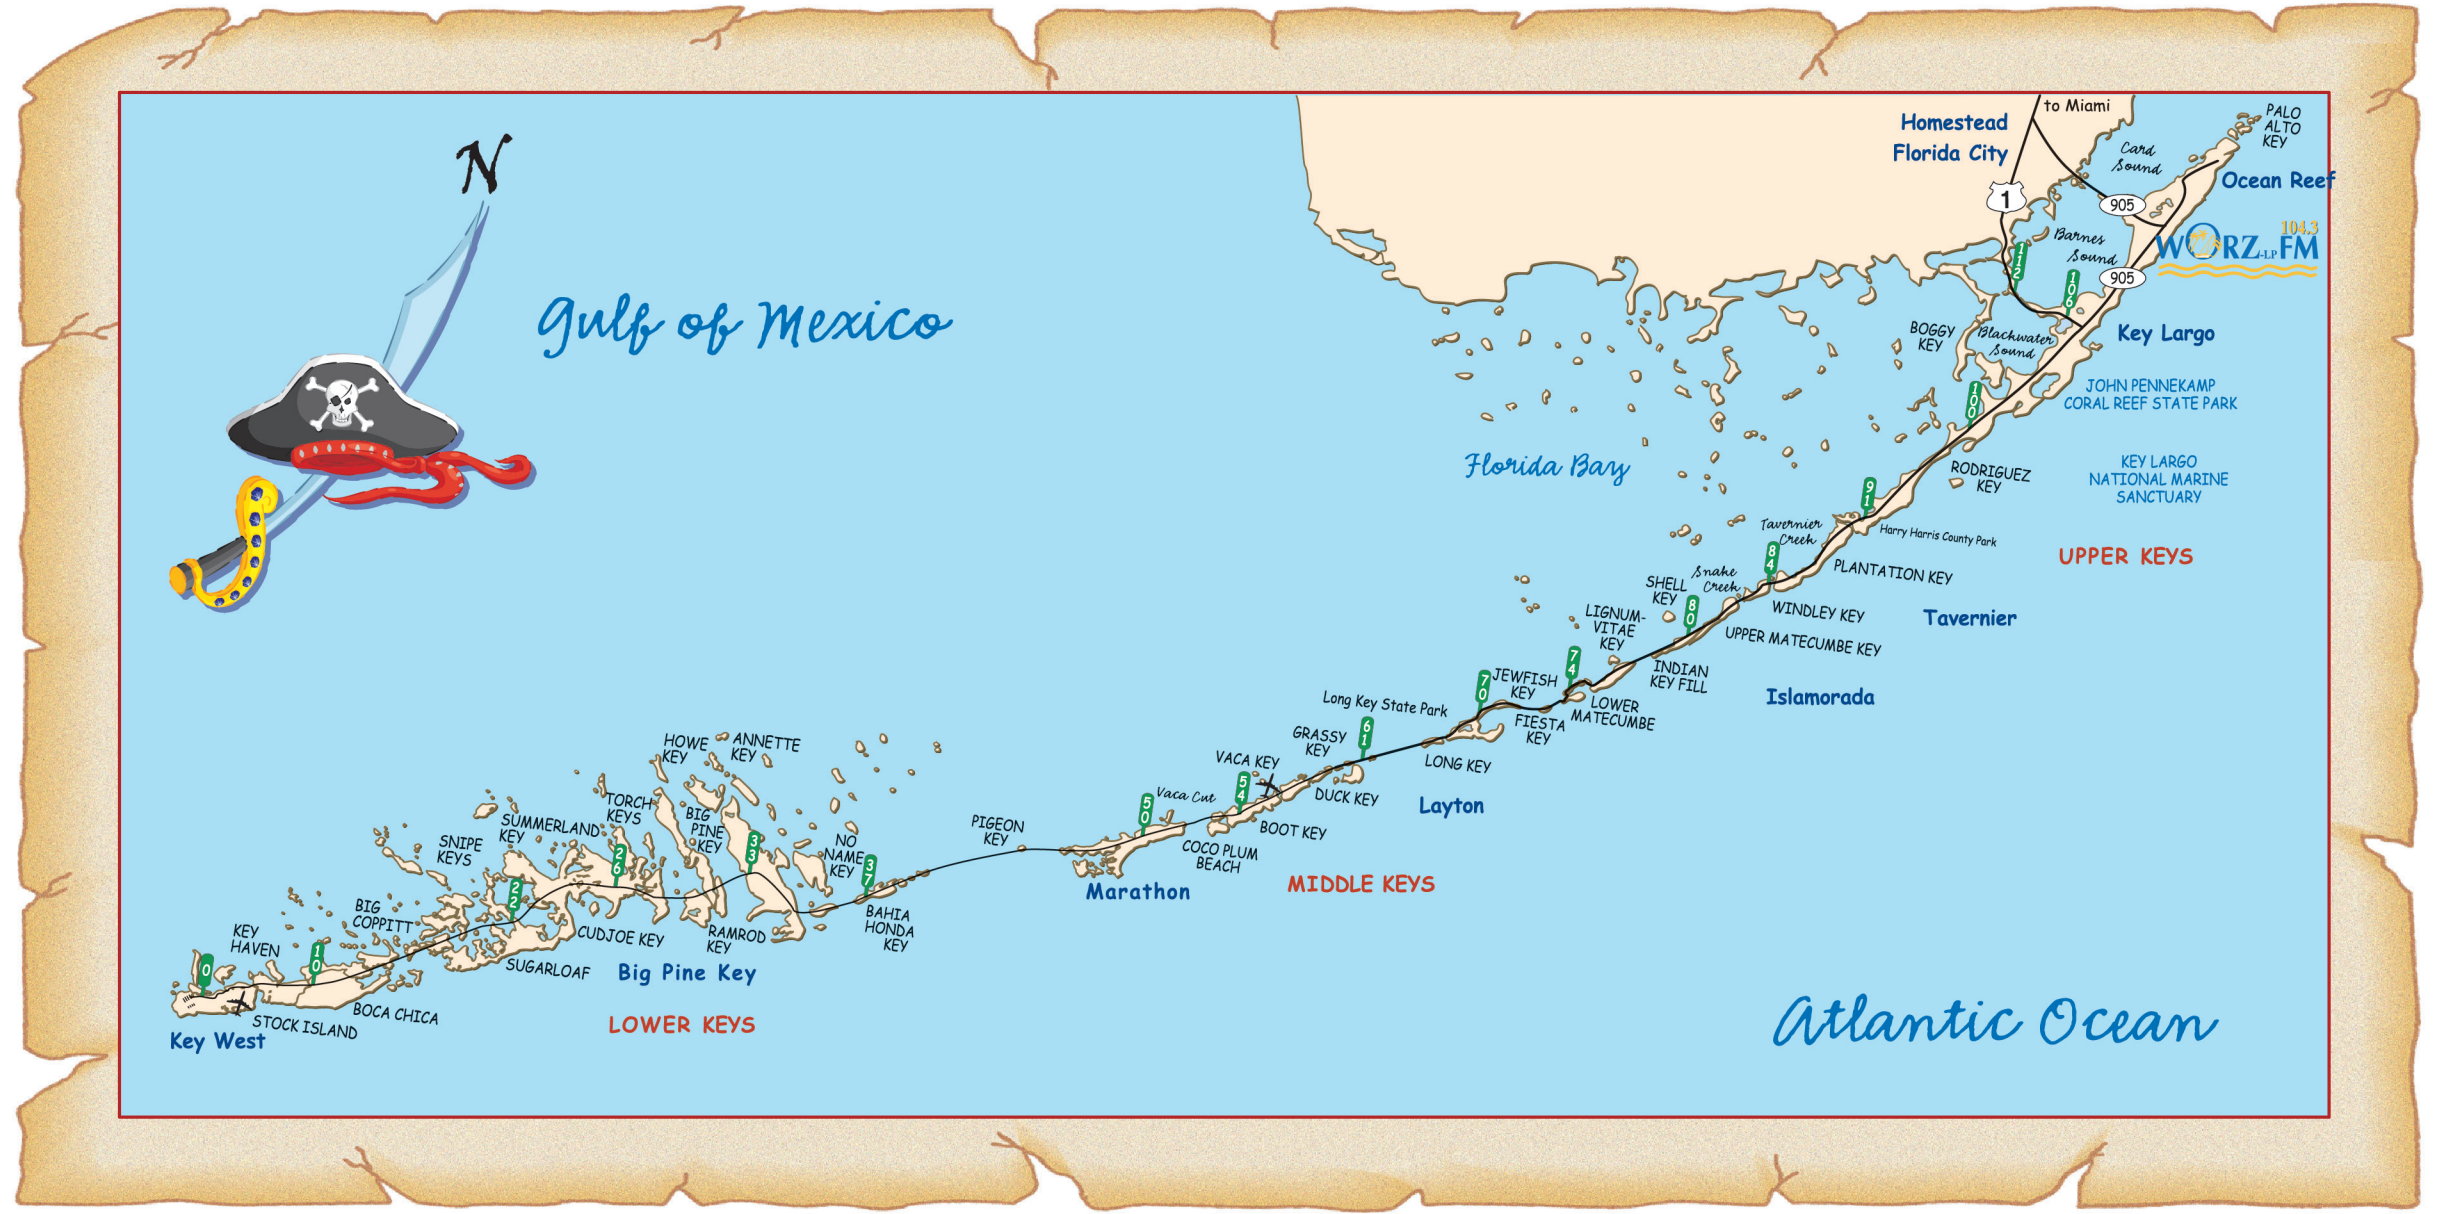 N
Gulf of Mexico
Homestead
Florida City
to Miami
1
Card
Sound
905
PALO
ALTO
KEY
Ocean Reef
104.3
WORZ-LP FM
Barnes
Sound
112
106
905
BOGGY
KEY
Blackwater
Sound
Key Largo
JOHN PENNEKAMP
CORAL REEF STATE PARK
100
KEY LARGO
NATIONAL MARINE
SANCTUARY
RODRIGUEZ
KEY
Florida Bay
91
Harry Harris County Park
UPPER KEYS
Tavernier
Creek
84
PLANTATION KEY
Snake
Creek
SHELL
KEY
80
WINDLEY KEY
Tavernier
LIGNUM-
VITAE
KEY
UPPER MATECUMBE KEY
INDIAN
KEY FILL
Islamorada
74
LOWER
MATECUMBE
JEWFISH
KEY
70
FIESTA
KEY
Long Key State Park
LONG KEY
Layton
61
GRASSY
KEY
DUCK KEY
VACA KEY
54
BOOT KEY
Vaca Cut
50
COCO PLUM
BEACH
MIDDLE KEYS
Marathon
PIGEON
KEY
HOWE
KEY
ANNETTE
KEY
TORCH
KEYS
BIG
PINE
KEY
33
NO
NAME
KEY
37
BAHIA
HONDA
KEY
SUMMERLAND
KEY
26
SNIPE
KEYS
22
RAMROD
KEY
CUDJOE KEY
Big Pine Key
SUGARLOAF
LOWER KEYS
BIG
COPPITT
KEY
HAVEN
10
0
BOCA CHICA
STOCK ISLAND
Key West
Atlantic Ocean